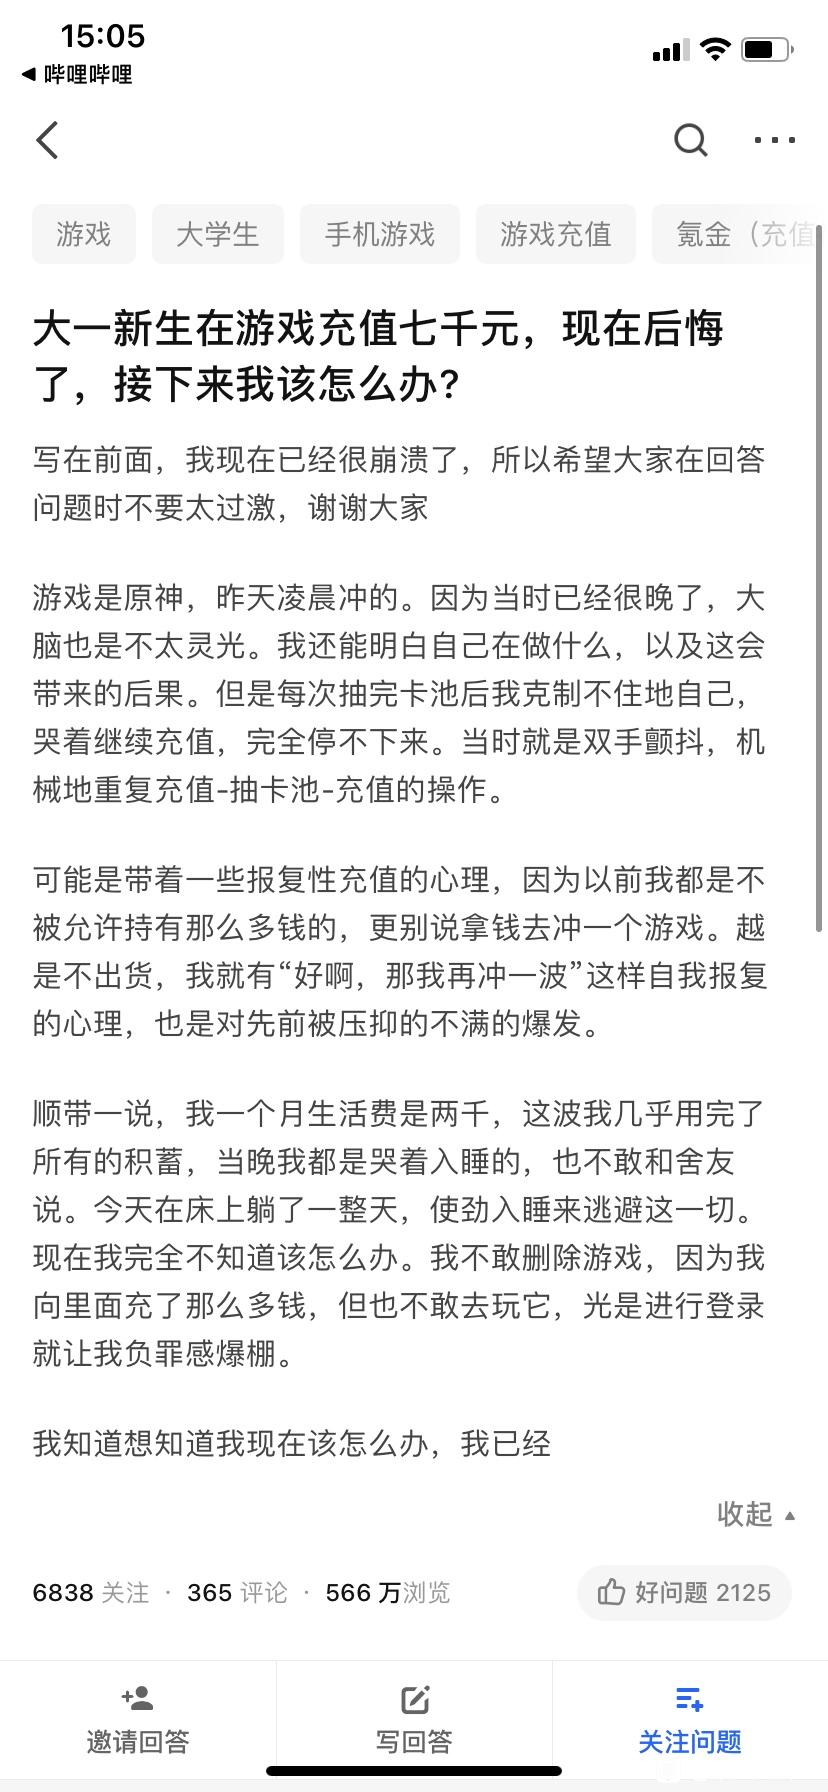 15:05
◀ 哔哩哔哩
游戏
大学生
手机游戏
游戏充值
氪金（充值
大一新生在游戏充值七千元，现在后悔
了，接下来我该怎么办?
写在前面，我现在已经很崩溃了，所以希望大家在回答
问题时不要太过激，谢谢大家
游戏是原神，昨天凌晨冲的。因为当时已经很晚了，大
脑也是不太灵光。我还能明白自己在做什么，以及这会
带来的后果。但是每次抽完卡池后我克制不住地自己，
哭着继续充值，完全停不下来。当时就是双手颤抖，机
械地重复充值-抽卡池-充值的操作。
可能是带着一些报复性充值的心理，因为以前我都是不
被允许持有那么多钱的，更别说拿钱去冲一个游戏。越
是不出货，我就有“好啊，那我再冲一波”这样自我报复
的心理，也是对先前被压抑的不满的爆发。
顺带一说，我一个月生活费是两千，这波我几乎用完了
所有的积蓄，当晚我都是哭着入睡的，也不敢和舍友
说。今天在床上躺了一整天，使劲入睡来逃避这一切。
现在我完全不知道该怎么办。我不敢删除游戏，因为我
向里面充了那么多钱，但也不敢去玩它，光是进行登录
就让我负罪感爆棚。
我知道想知道我现在该怎么办，我已经
收起
6838 关注 · 365 评论 · 566 万浏览
好问题 2125
邀请回答
写回答
关注问题